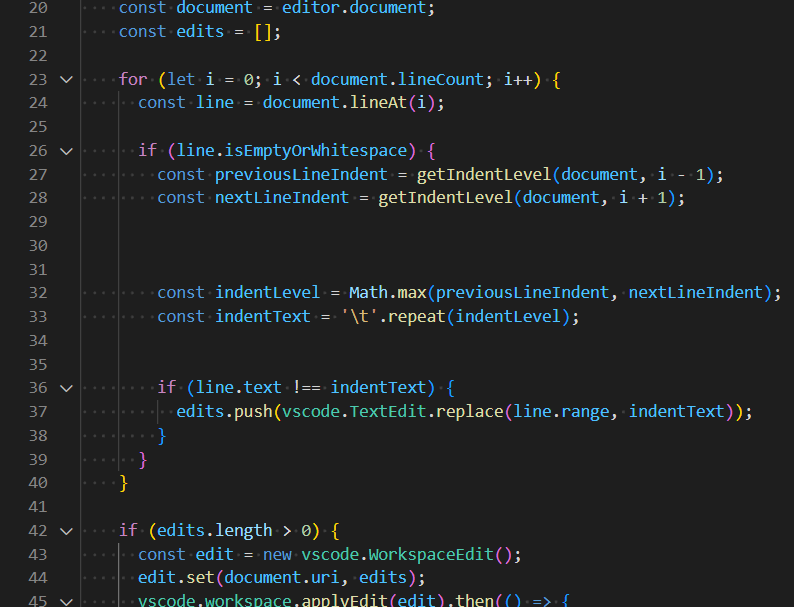 20 const document = editor.document;
21 const edits = [];
22
23 for (let i = 0; i < document.lineCount; i++) {
24 const line = document.lineAt(i);
25
26 if (line.isEmptyOrWhitespace) {
27 const previousLineIndent = getIndentLevel(document, i - 1);
28 const nextLineIndent = getIndentLevel(document, i + 1);
29
30
31
32 const indentLevel = Math.max(previousLineIndent, nextLineIndent);
33 const indentText = '\t'.repeat(indentLevel);
34
35
36 if (line.text !== indentText) {
37 edits.push(vscode.TextEdit.replace(line.range, indentText));
38 }
39 }
40 }
41
42 if (edits.length > 0) {
43 const edit = new vscode.WorkspaceEdit();
44 edit.set(document.uri, edits);
45 vscode.workspace.applyEdit(edit).then(() => {